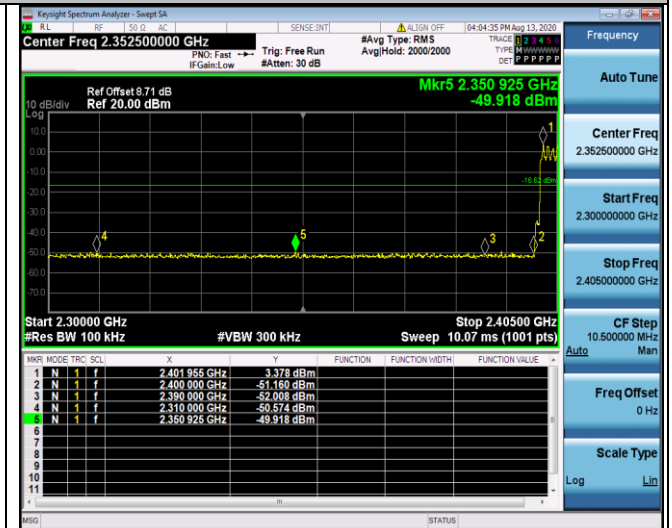 Keysight Spectrum Analyzer - Swept SA
RL RF 50 Ω AC SENSE:INT ALIGN OFF 04:04:35 PM Aug 13, 2020
Center Freq 2.352500000 GHz
PNO: Fast
IFGain:Low
Trig: Free Run
#Atten: 30 dB
#Avg Type: RMS
Avg|Hold: 2000/2000
TRACE 1 2 3 4 5 6
TYPE M W W W W W
DET P P P P P P
Ref Offset 8.71 dB
10 dB/div Ref 20.00 dBm
Log
Mkr5 2.350 925 GHz
-49.918 dBm
10.0
0.00
-10.0
-20.0
-30.0
-40.0
-50.0
-60.0
-70.0
-16.62 dBm
1
4
5
3
2
Start 2.30000 GHz Stop 2.40500 GHz
#Res BW 100 kHz #VBW 300 kHz Sweep 10.07 ms (1001 pts)
MKR MODE TRC SCL X Y FUNCTION FUNCTION WIDTH FUNCTION VALUE
1 N 1 f 2.401 955 GHz 3.378 dBm
2 N 1 f 2.400 000 GHz -51.160 dBm
3 N 1 f 2.390 000 GHz -52.008 dBm
4 N 1 f 2.310 000 GHz -50.574 dBm
5 N 1 f 2.350 925 GHz -49.918 dBm
6
7
8
9
10
11
MSG STATUS
Frequency
Auto Tune
Center Freq
2.352500000 GHz
Start Freq
2.300000000 GHz
Stop Freq
2.405000000 GHz
CF Step
10.500000 MHz
Auto Man
Freq Offset
0 Hz
Scale Type
Log Lin